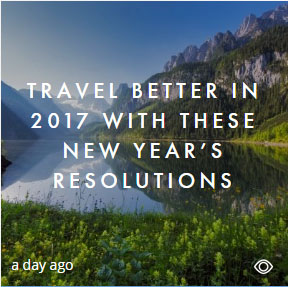 TRAVEL BETTER IN
2017 WITH THESE
NEW YEAR'S
RESOLUTIONS
a day ago